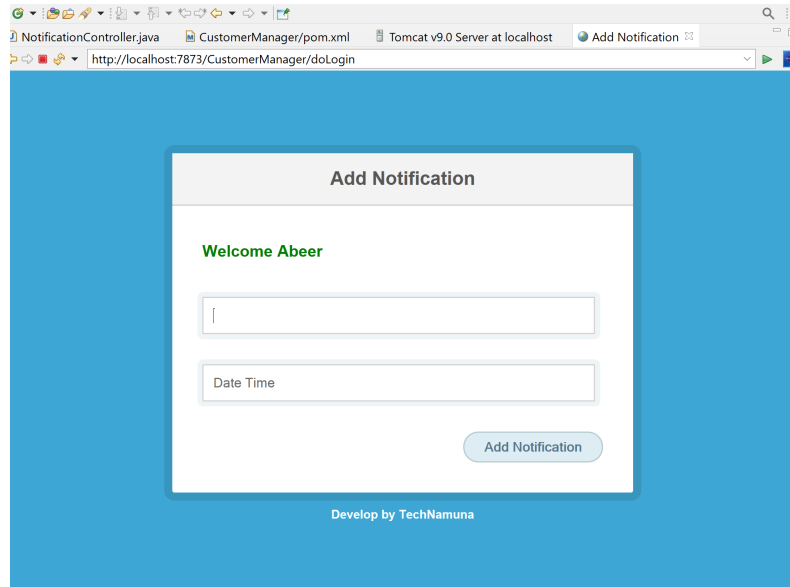 NotificationController.java
CustomerManager/pom.xml
Tomcat v9.0 Server at localhost
Add Notification
http://localhost:7873/CustomerManager/doLogin
Add Notification
Welcome Abeer
Date Time
Add Notification
Develop by TechNamuna